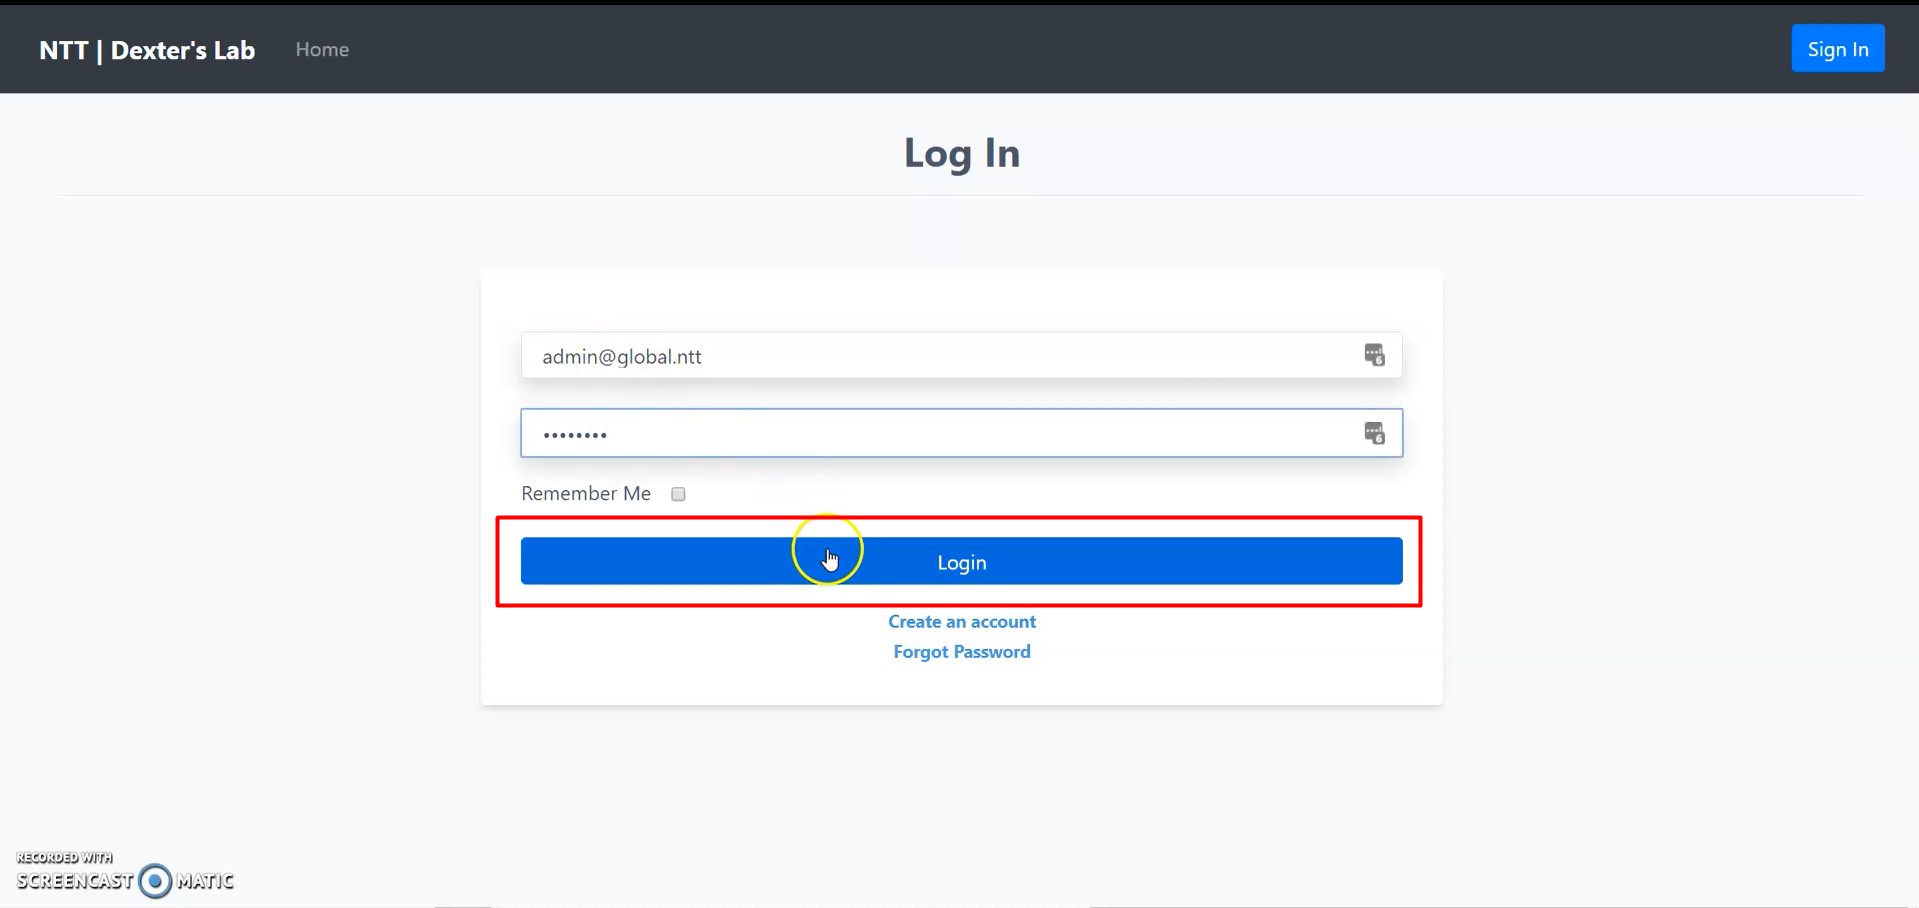 NTT | Dexter's Lab Home Sign In
Log In
admin@global.ntt
••••••••
Remember Me
Login
Create an account
Forgot Password
RECORDED WITH
SCREENCAST MATIC